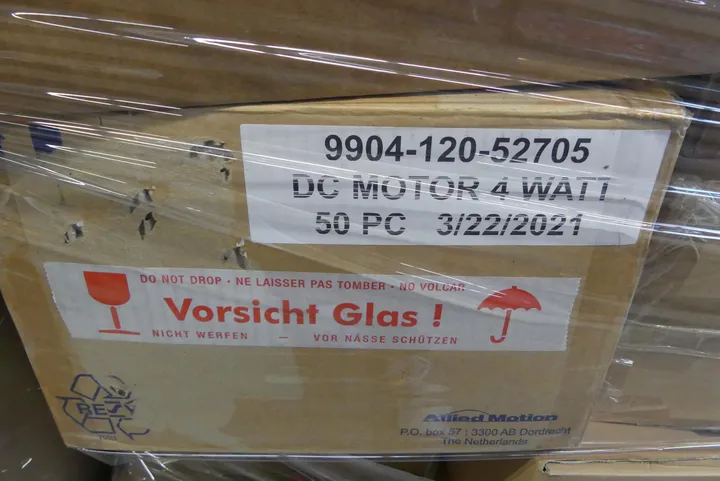 9904-120-52705
DC MOTOR 4 WATT
50 PC 3/22/2021
DO NOT DROP · NE LAISSER PAS TOMBER · NO VOLCAR
Vorsicht Glas !
NICHT WERFEN — VOR NÄSSE SCHÜTZEN
RESY
Allied Motion
P.O. box 57 : 3300 AB Dordrecht
The Netherlands